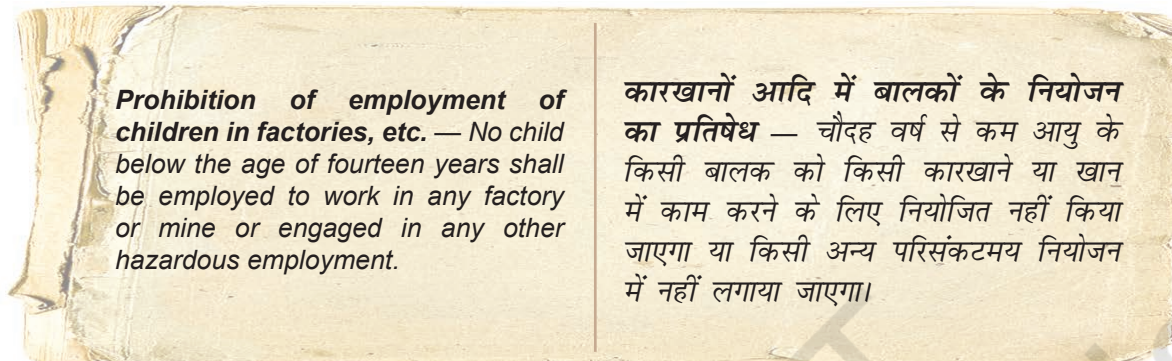 Prohibition of employment of
children in factories, etc. — No child
below the age of fourteen years shall
be employed to work in any factory
or mine or engaged in any other
hazardous employment.
कारखानों आदि में बालकों के नियोजन
का प्रतिषेध — चौदह वर्ष से कम आयु के
किसी बालक को किसी कारखाने या खान
में काम करने के लिए नियोजित नहीं किया
जाएगा या किसी अन्य परिसंकटमय नियोजन
में नहीं लगाया जाएगा।